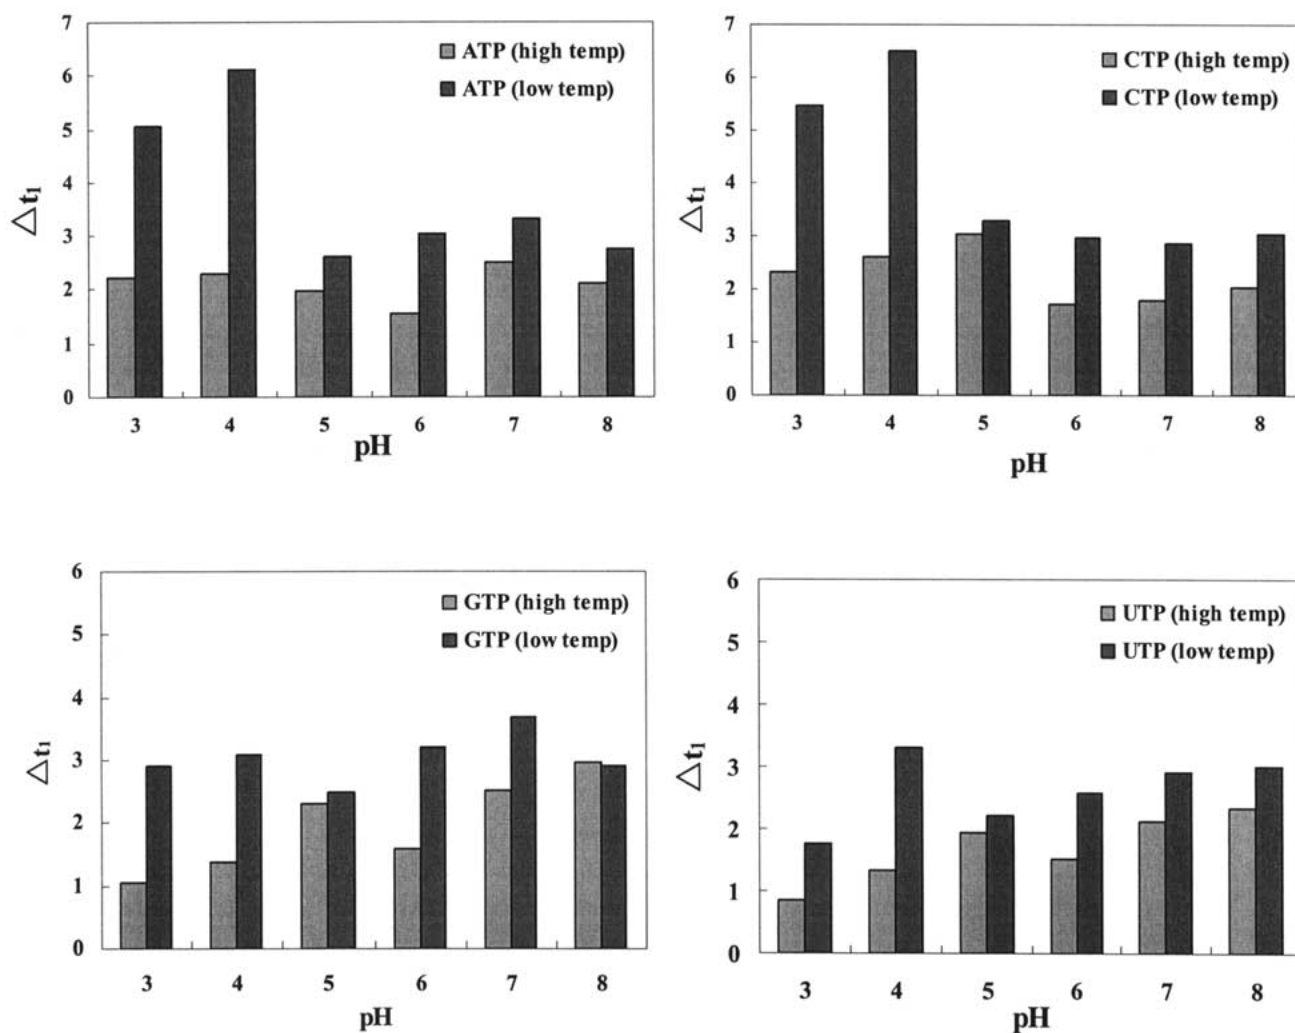 7
6
5
4
3
2
1
0
△t1
ATP (high temp)
ATP (low temp)
3 4 5 6 7 8
pH
7
6
5
4
3
2
1
0
△t1
CTP (high temp)
CTP (low temp)
3 4 5 6 7 8
pH
6
5
4
3
2
1
0
△t1
GTP (high temp)
GTP (low temp)
3 4 5 6 7 8
pH
6
5
4
3
2
1
0
△t1
UTP (high temp)
UTP (low temp)
3 4 5 6 7 8
pH